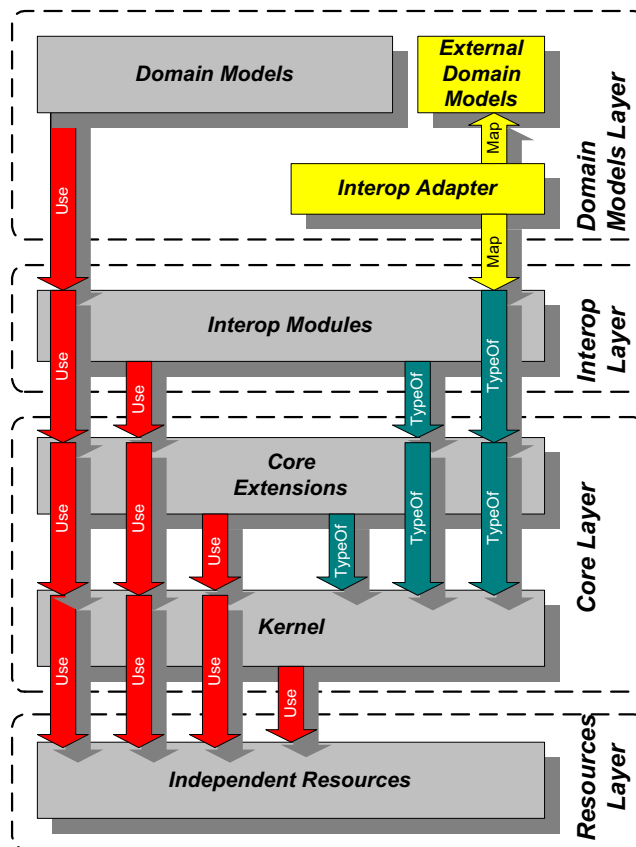 Domain Models
External
Domain
Models
Domain
Models Layer
Map
Use
Interop Adapter
Map
Interop
Layer
Interop Modules
Use
Use
TypeOf
TypeOf
Core Layer
Core
Extensions
Use
Use
Use
TypeOf
TypeOf
TypeOf
Kernel
Use
Use
Use
Use
Resources
Layer
Independent Resources